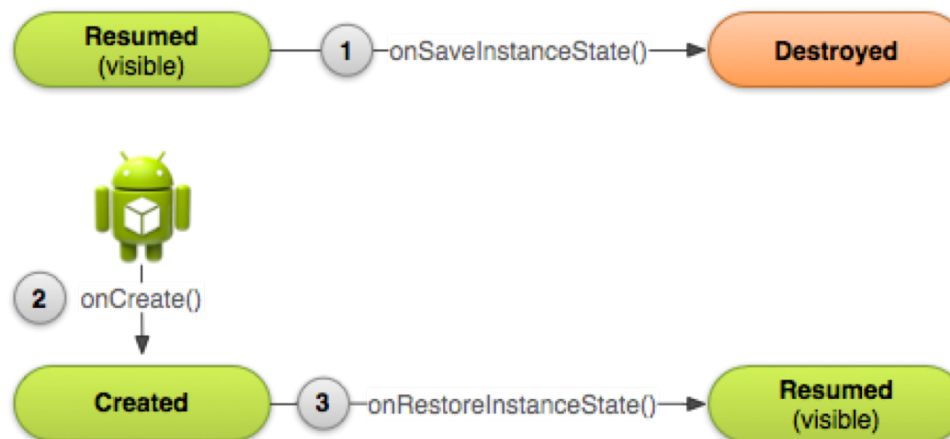 Resumed
(visible)
1
onSaveInstanceState()
Destroyed
2
onCreate()
Created
3
onRestoreInstanceState()
Resumed
(visible)